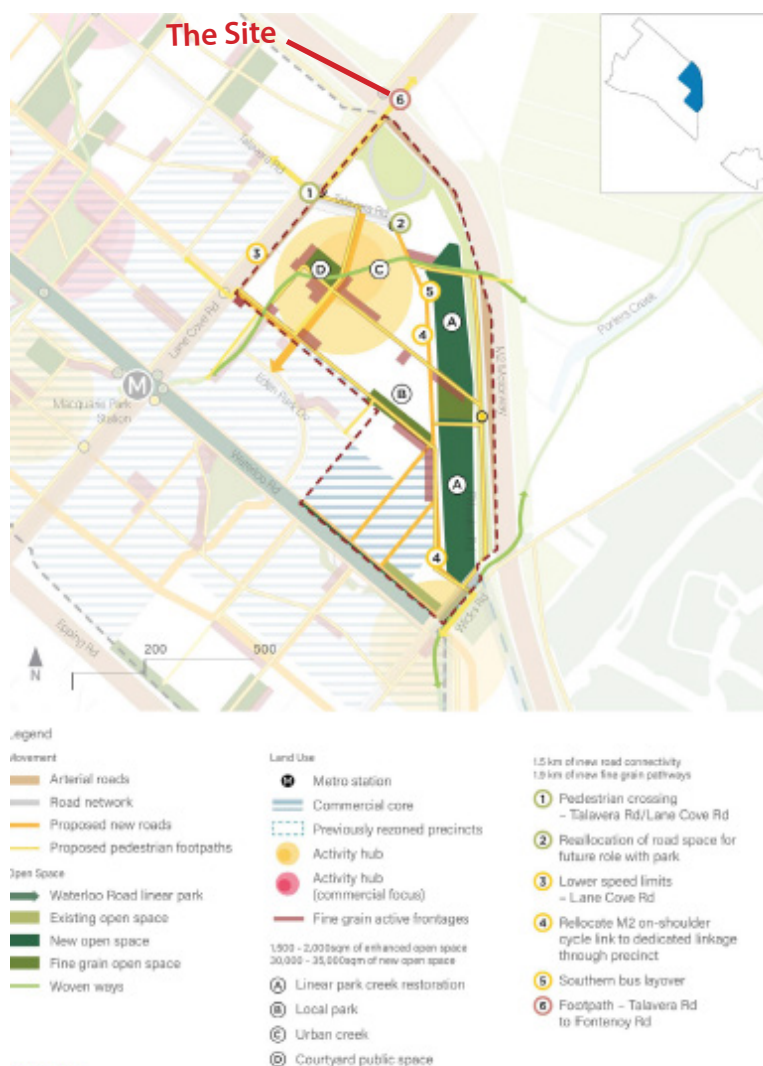 The Site
6
Talavera Rd
1
Talavera Rd
2
3
D
C
5
A
4
Lane Cove Rd
Porters Creek
M2 Motorway
M
Macquarie Park
Station
Eden Park Dr
B
Waterloo Rd
A
4
Wicks Rd
Epping Rd
200
500
N
Legend
Movement
Arterial roads
Road network
Proposed new roads
Proposed pedestrian footpaths
Open Space
Waterloo Road linear park
Existing open space
New open space
Fine grain open space
Woven ways
Land Use
M Metro station
Commercial core
Previously rezoned precincts
Activity hub
Activity hub
(commercial focus)
Fine grain active frontages
1,500 - 2,000sqm of enhanced open space
30,000 - 35,000sqm of new open space
A Linear park creek restoration
B Local park
C Urban creek
D Courtyard public space
1.5 km of new road connectivity
1.9 km of new fine grain pathways
1 Pedestrian crossing
– Talavera Rd/Lane Cove Rd
2 Reallocation of road space for
future role with park
3 Lower speed limits
– Lane Cove Rd
4 Rellocate M2 on-shoulder
cycle link to dedicated linkage
through precinct
5 Southern bus layover
6 Footpath – Talavera Rd
to Fontenoy Rd